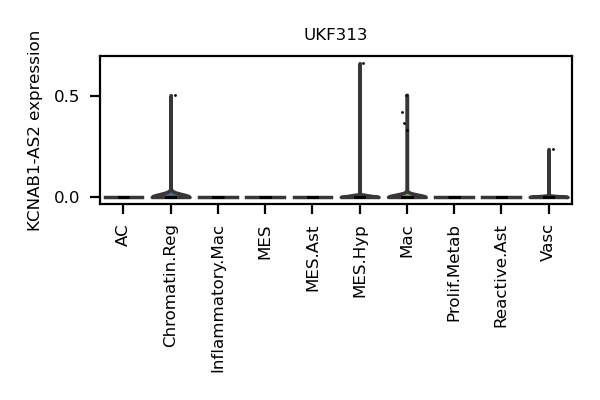 UKF313
KCNAB1-AS2 expression
0.5
0.0
AC
Chromatin.Reg
Inflammatory.Mac
MES
MES.Ast
MES.Hyp
Mac
Prolif.Metab
Reactive.Ast
Vasc